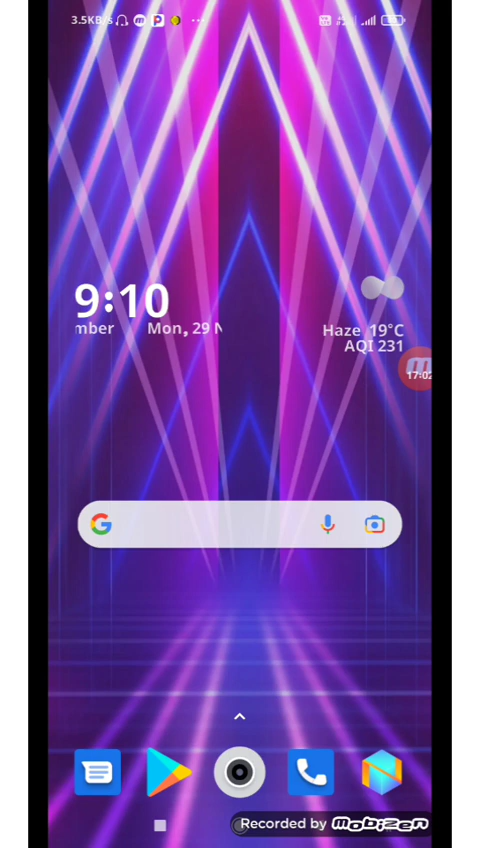 3.5KB/s
9:10
mber Mon, 29 N
Haze 19°C
AQI 231
17:02
Recorded by mobizen